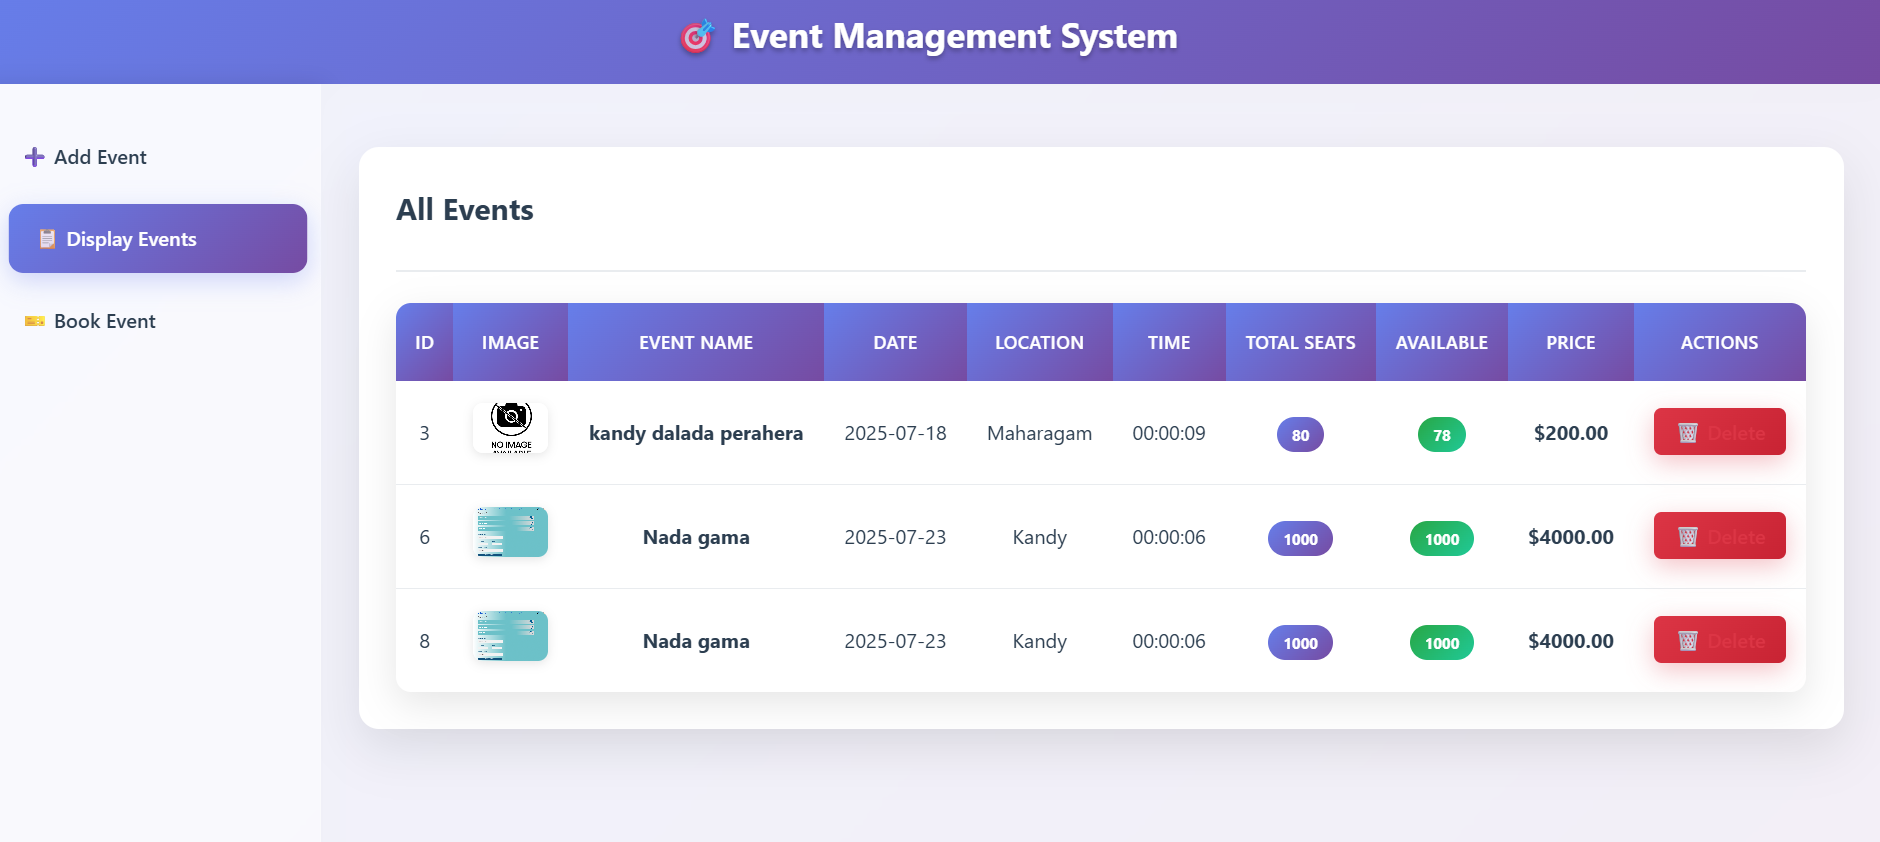 Event Management System
Add Event
Display Events
Book Event
All Events
ID IMAGE EVENT NAME DATE LOCATION TIME TOTAL SEATS AVAILABLE PRICE ACTIONS
3 NO IMAGE AVAILABLE kandy dalada perahera 2025-07-18 Maharagam 00:00:09 80 78 $200.00 Delete
6 Nada gama 2025-07-23 Kandy 00:00:06 1000 1000 $4000.00 Delete
8 Nada gama 2025-07-23 Kandy 00:00:06 1000 1000 $4000.00 Delete